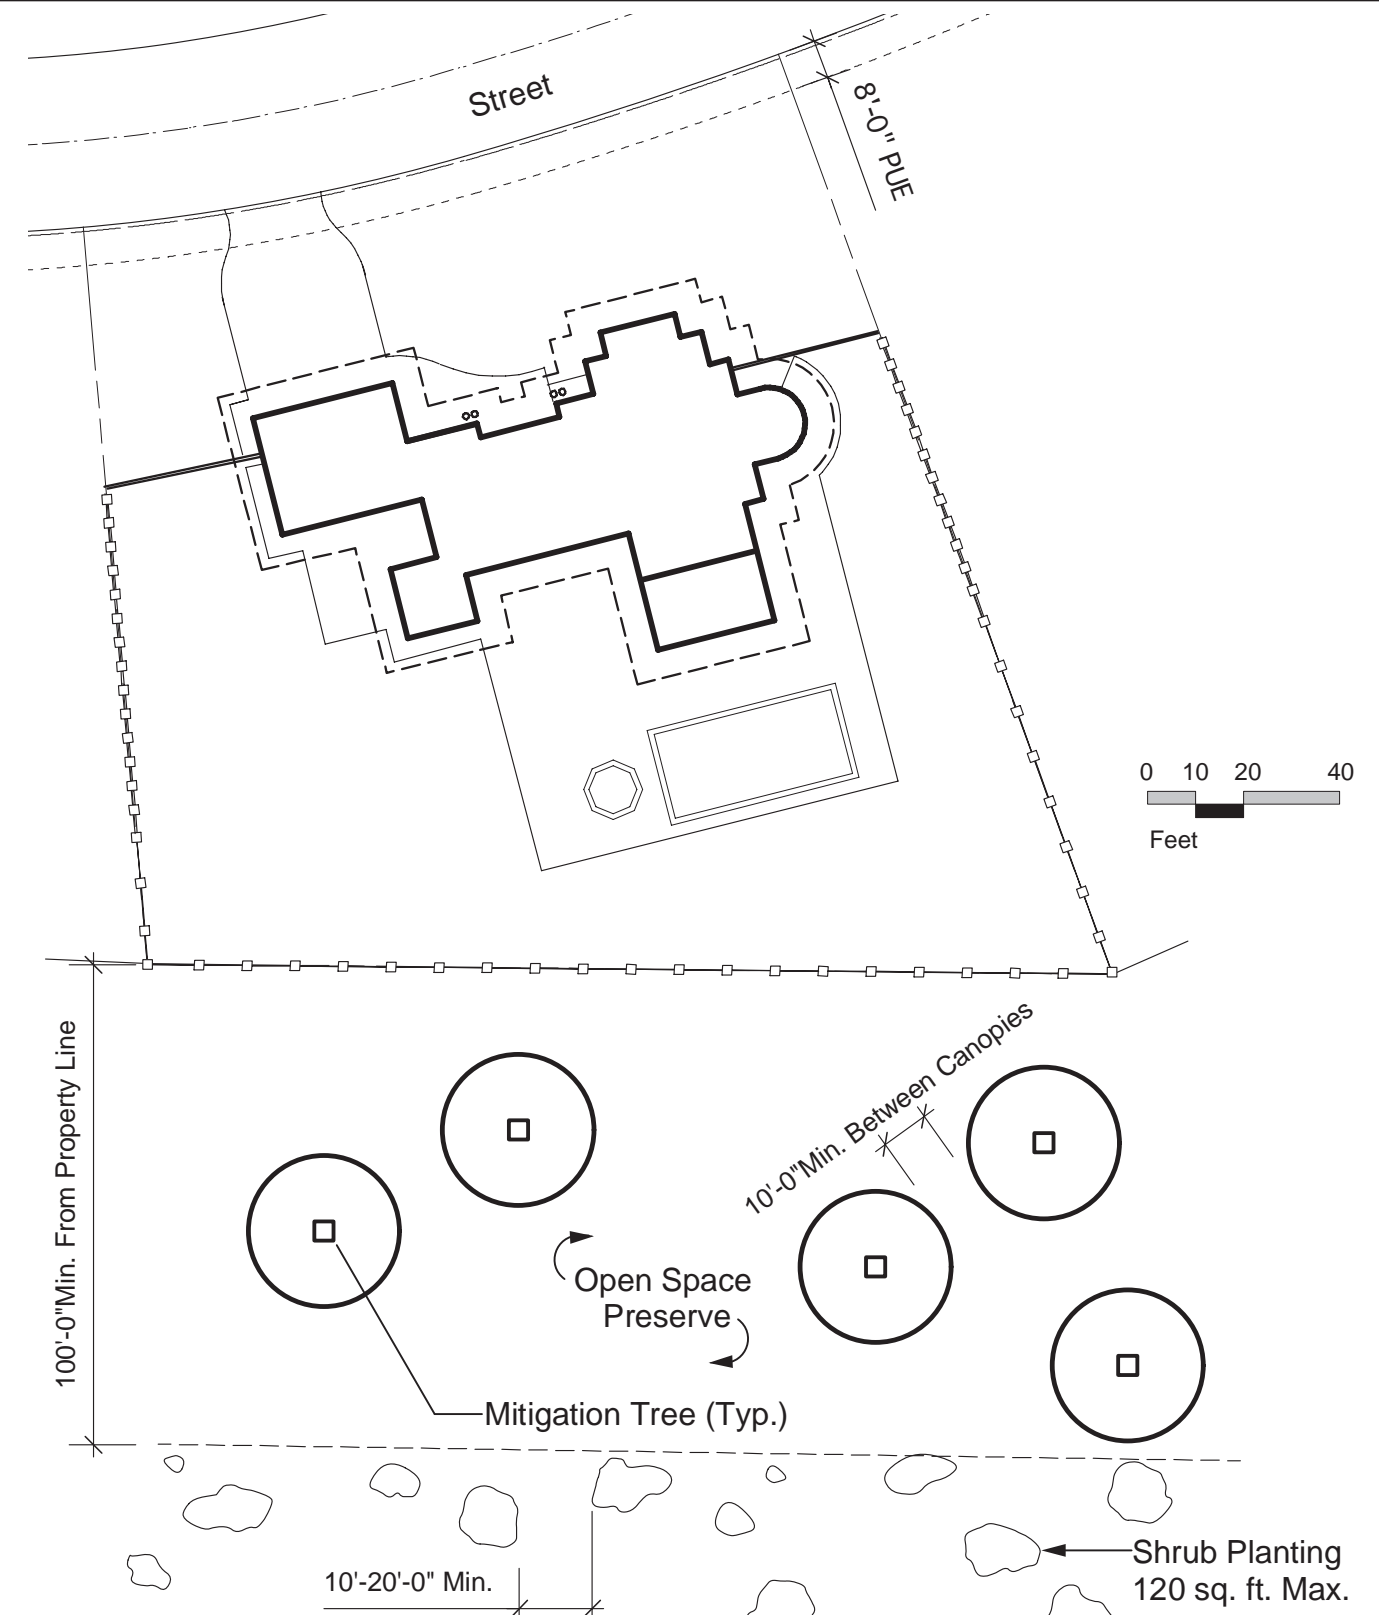 Street
8'-0" PUE
0 10 20 40
Feet
100'-0"Min. From Property Line
10'-0"Min. Between Canopies
Open Space
Preserve
Mitigation Tree (Typ.)
10'-20'-0" Min.
Shrub Planting
120 sq. ft. Max.